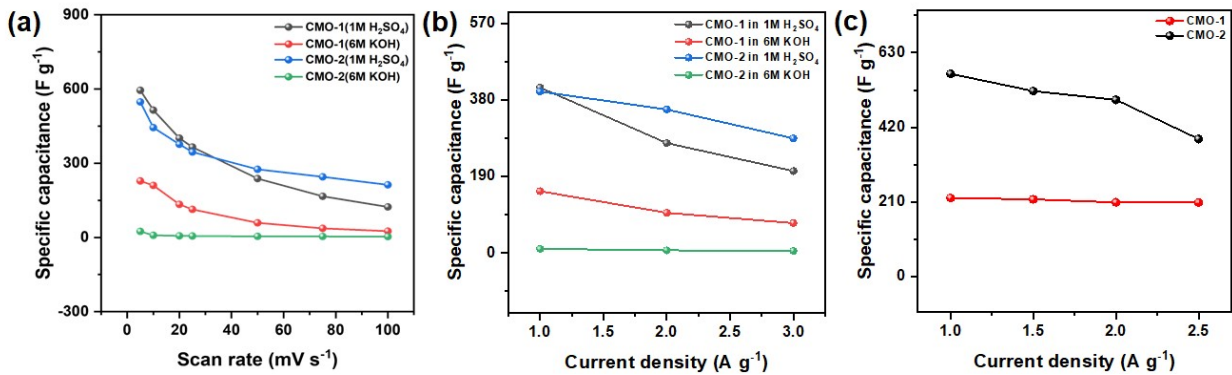 (a)
CMO-1(1M H₂SO₄)
CMO-1(6M KOH)
CMO-2(1M H₂SO₄)
CMO-2(6M KOH)
Specific capacitance (F g⁻¹)
900
600
300
0
-300
0 20 40 60 80 100
Scan rate (mV s⁻¹)
(b)
CMO-1 in 1M H₂SO₄
CMO-1 in 6M KOH
CMO-2 in 1M H₂SO₄
CMO-2 in 6M KOH
Specific capacitance (F g⁻¹)
570
380
190
0
1.0 1.5 2.0 2.5 3.0
Current density (A g⁻¹)
(c)
CMO-1
CMO-2
Specific capacitance (F g⁻¹)
630
420
210
0
1.0 1.5 2.0 2.5
Current density (A g⁻¹)